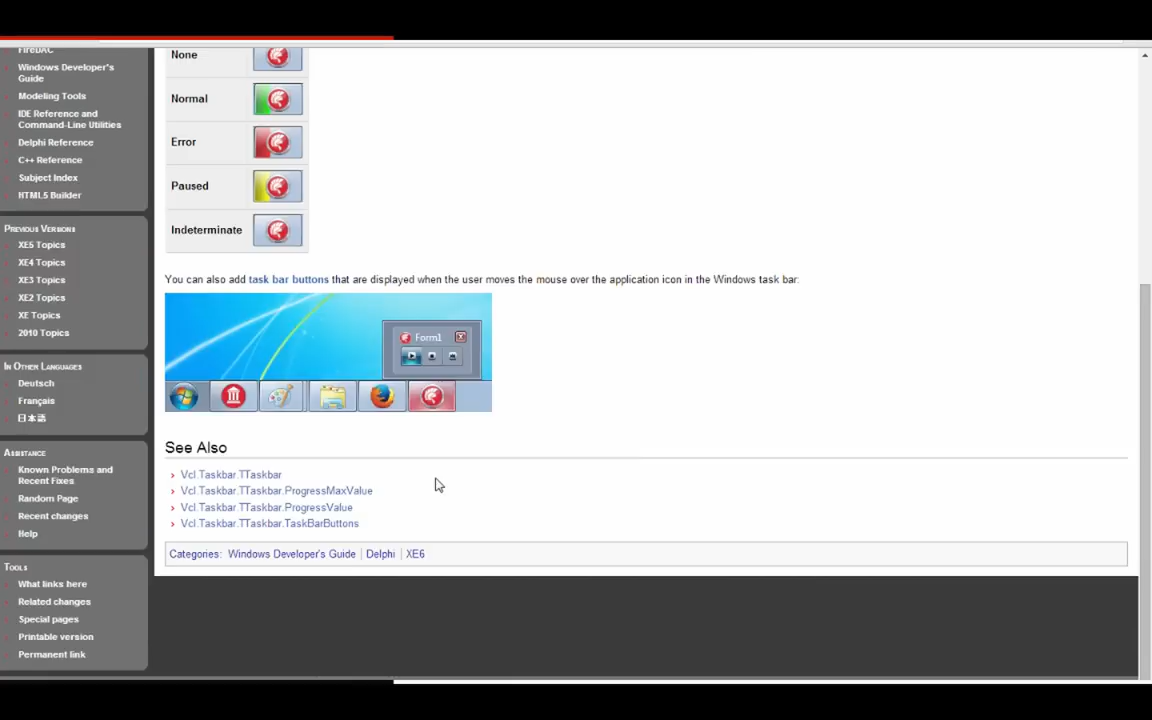 FireDAC
Windows Developer's
Guide
Modeling Tools
IDE Reference and
Command-Line Utilities
Delphi Reference
C++ Reference
Subject Index
HTML5 Builder
Previous Versions
XE5 Topics
XE4 Topics
XE3 Topics
XE2 Topics
XE Topics
2010 Topics
In Other Languages
Deutsch
Français
日本語
Assistance
Known Problems and
Recent Fixes
Random Page
Recent changes
Help
Tools
What links here
Related changes
Special pages
Printable version
Permanent link
None
Normal
Error
Paused
Indeterminate
You can also add task bar buttons that are displayed when the user moves the mouse over the application icon in the Windows task bar:
Form1
See Also
Vcl.Taskbar.TTaskbar
Vcl.Taskbar.TTaskbar.ProgressMaxValue
Vcl.Taskbar.TTaskbar.ProgressValue
Vcl.Taskbar.TTaskbar.TaskBarButtons
Categories: Windows Developer's Guide | Delphi | XE6